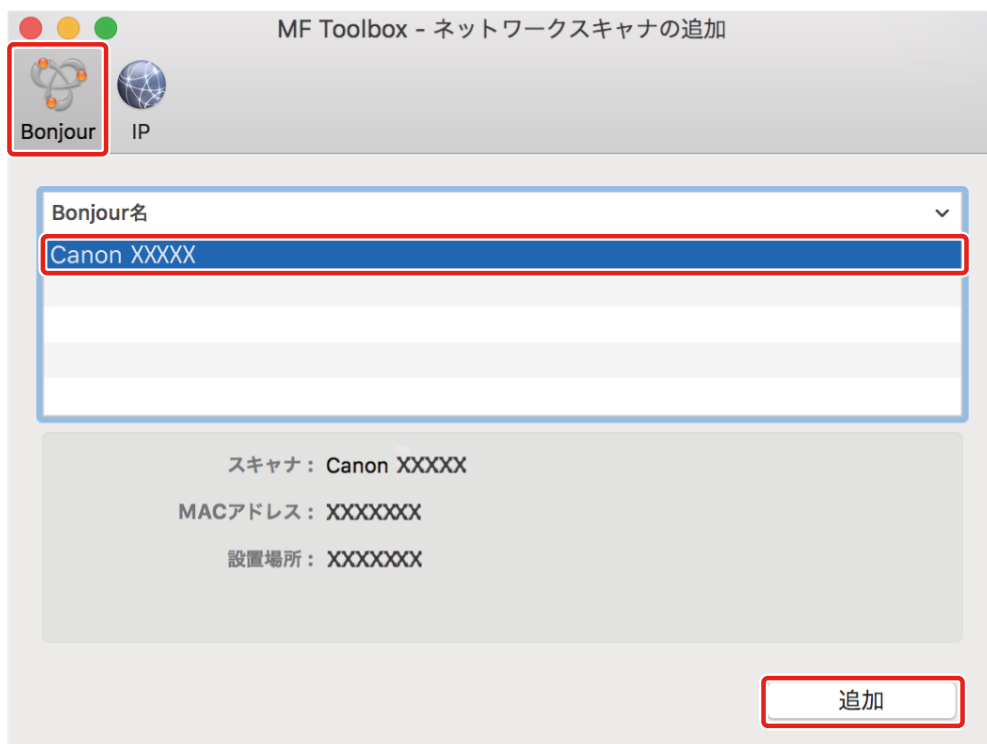 MF Toolbox - ネットワークスキャナの追加
Bonjour IP
Bonjour名
Canon XXXXX
スキャナ： Canon XXXXX
MACアドレス： XXXXXXX
設置場所： XXXXXXX
追加